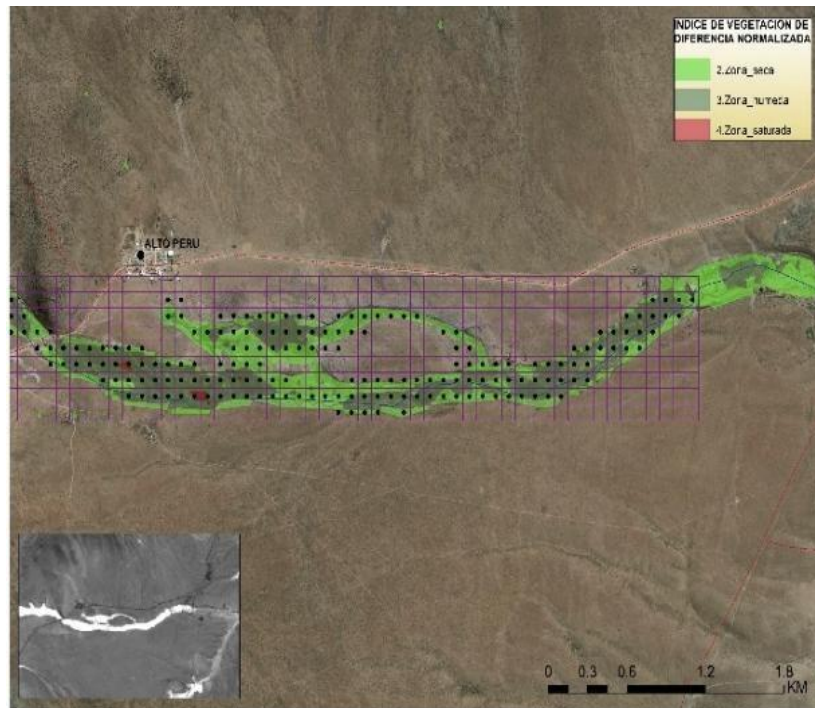 INDICE DE VEGETACION DE
DIFERENCIA NORMALIZADA
2.Zona_seca
3.Zona_humeda
4.Zona_saturada
ALTO PERU
0 0.3 0.6 1.2 1.8
KM